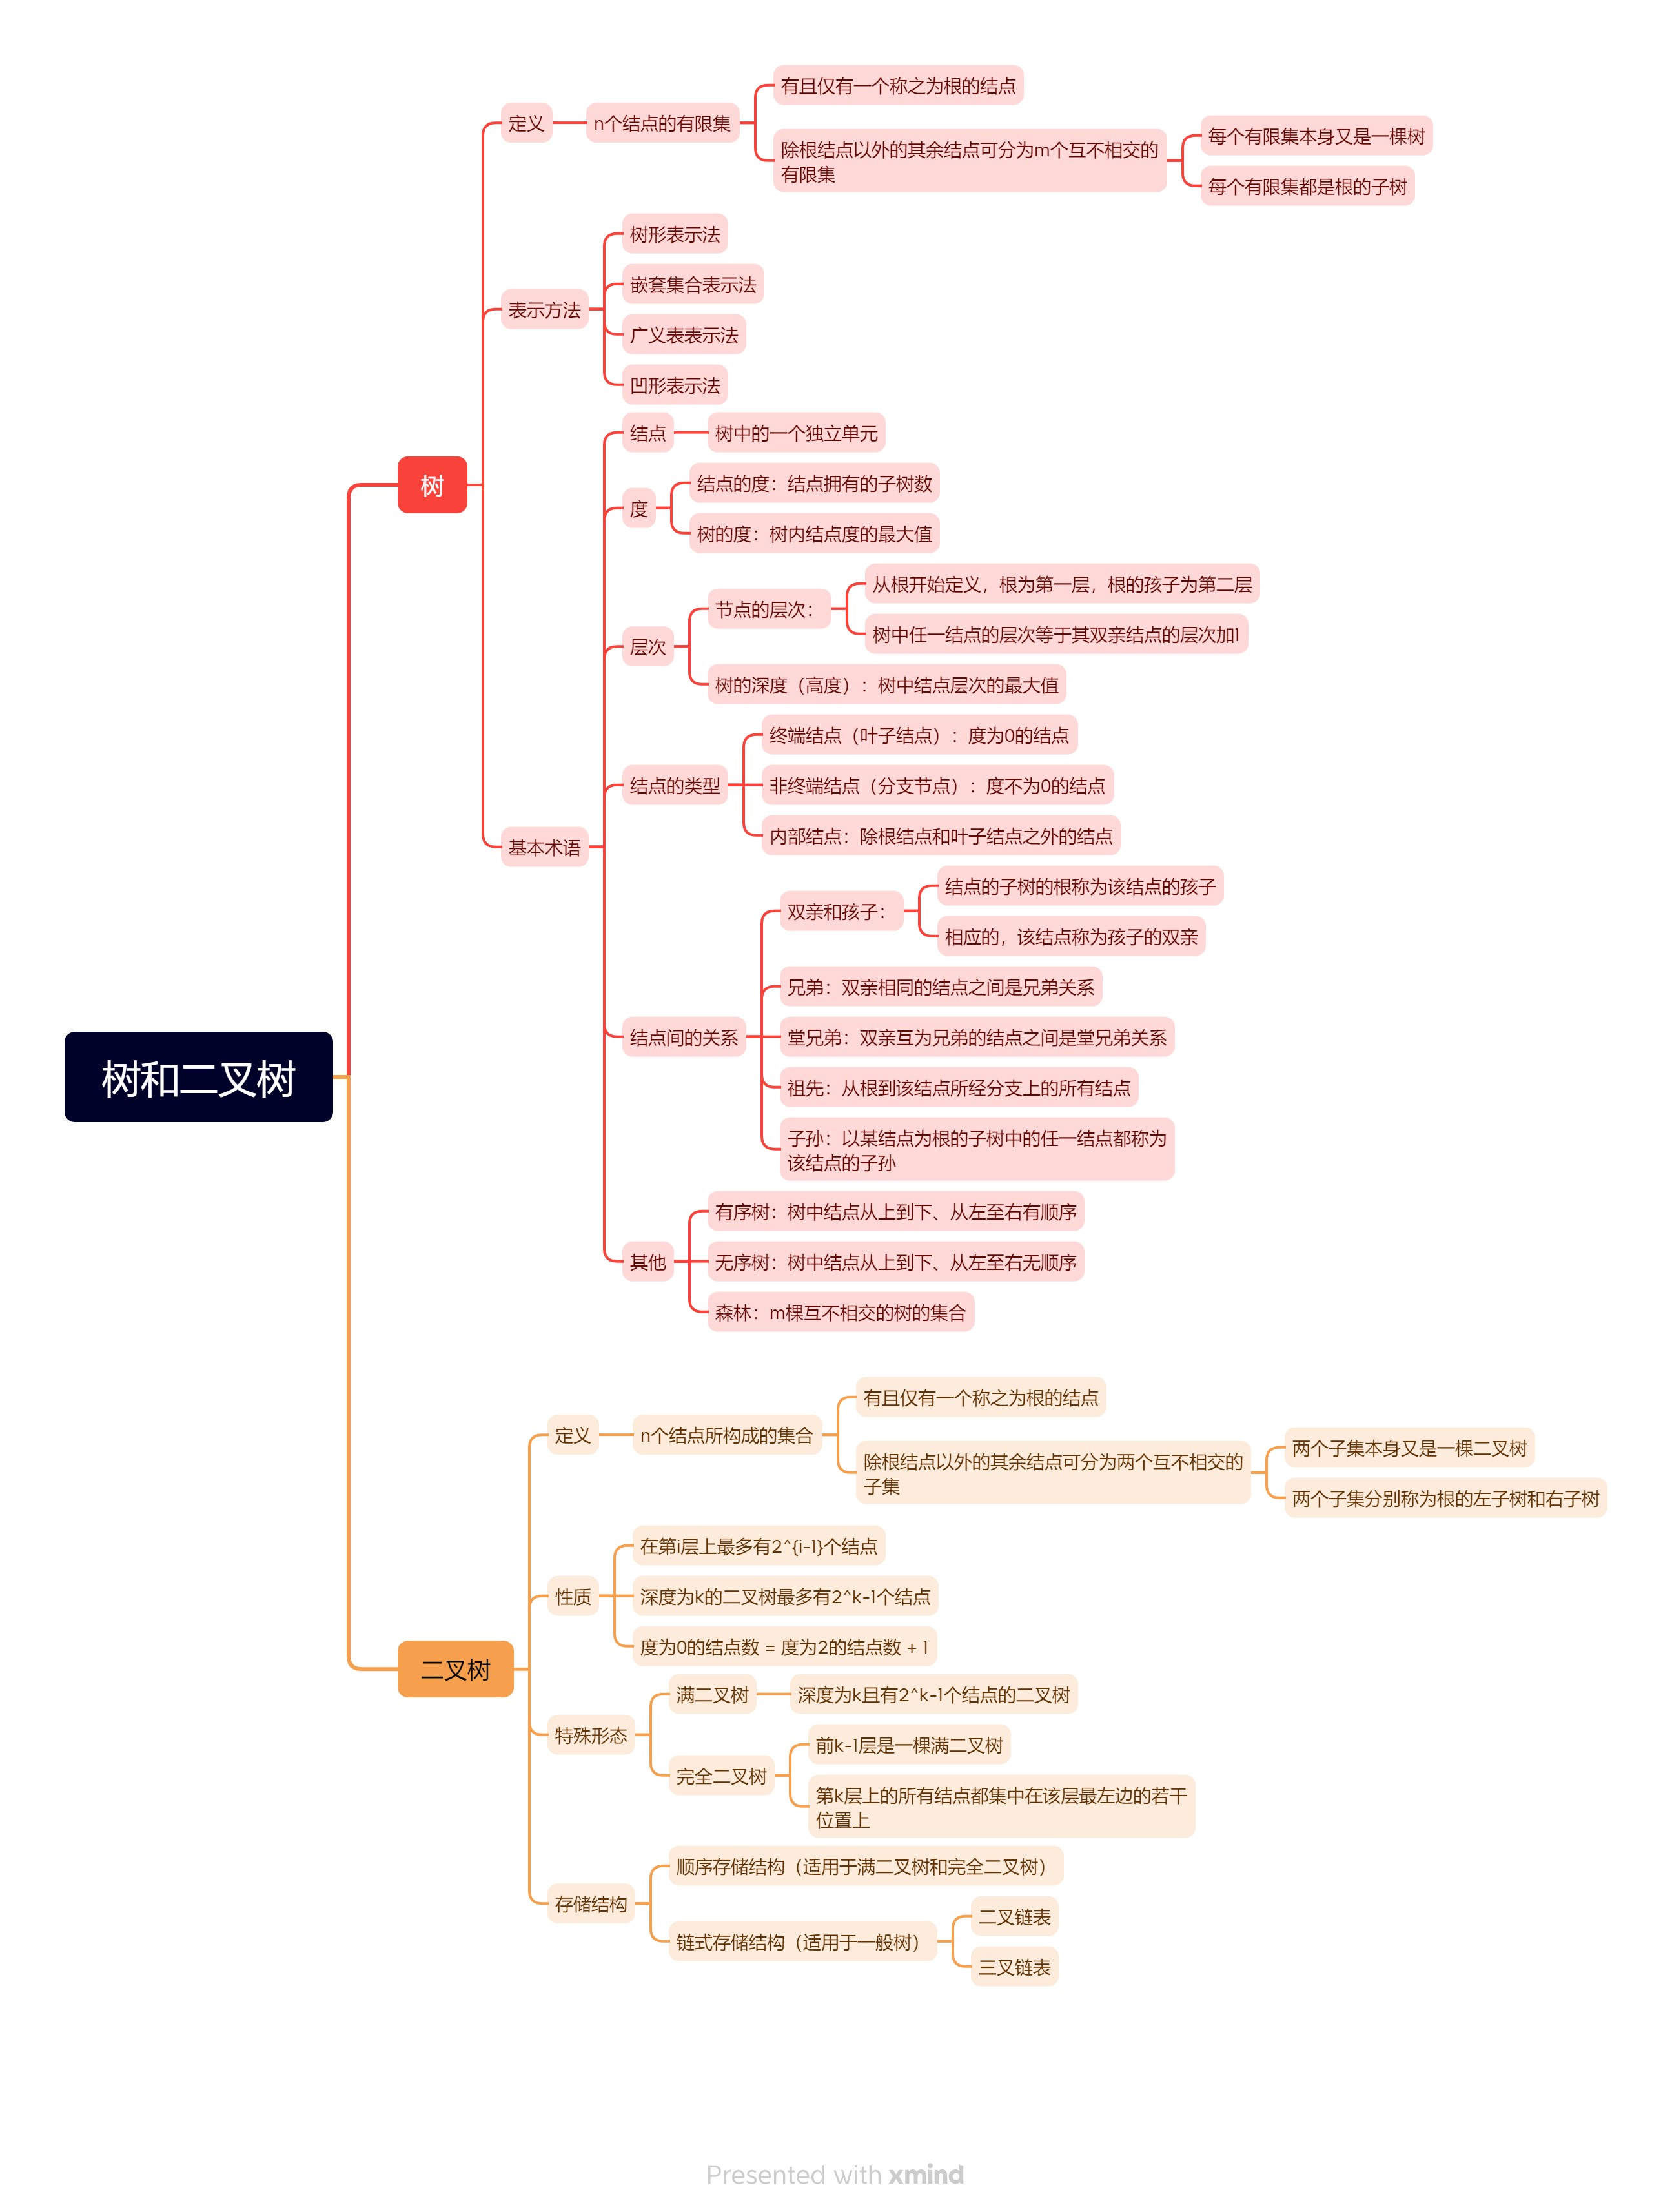 树和二叉树
树
定义
n个结点的有限集
有且仅有一个称之为根的结点
除根结点以外的其余结点可分为m个互不相交的
有限集
每个有限集本身又是一棵树
每个有限集都是根的子树
表示方法
树形表示法
嵌套集合表示法
广义表表示法
凹形表示法
基本术语
结点
树中的一个独立单元
度
结点的度：结点拥有的子树数
树的度：树内结点度的最大值
层次
节点的层次：
从根开始定义，根为第一层，根的孩子为第二层
树中任一结点的层次等于其双亲结点的层次加1
树的深度（高度）：树中结点层次的最大值
结点的类型
终端结点（叶子结点）：度为0的结点
非终端结点（分支节点）：度不为0的结点
内部结点：除根结点和叶子结点之外的结点
结点间的关系
双亲和孩子：
结点的子树的根称为该结点的孩子
相应的，该结点称为孩子的双亲
兄弟：双亲相同的结点之间是兄弟关系
堂兄弟：双亲互为兄弟的结点之间是堂兄弟关系
祖先：从根到该结点所经分支上的所有结点
子孙：以某结点为根的子树中的任一结点都称为
该结点的子孙
其他
有序树：树中结点从上到下、从左至右有顺序
无序树：树中结点从上到下、从左至右无顺序
森林：m棵互不相交的树的集合
二叉树
定义
n个结点所构成的集合
有且仅有一个称之为根的结点
除根结点以外的其余结点可分为两个互不相交的
子集
两个子集本身又是一棵二叉树
两个子集分别称为根的左子树和右子树
性质
在第i层上最多有2^{i-1}个结点
深度为k的二叉树最多有2^k-1个结点
度为0的结点数 = 度为2的结点数 + 1
特殊形态
满二叉树
深度为k且有2^k-1个结点的二叉树
完全二叉树
前k-1层是一棵满二叉树
第k层上的所有结点都集中在该层最左边的若干
位置上
存储结构
顺序存储结构（适用于满二叉树和完全二叉树）
链式存储结构（适用于一般树）
二叉链表
三叉链表
Presented with xmind